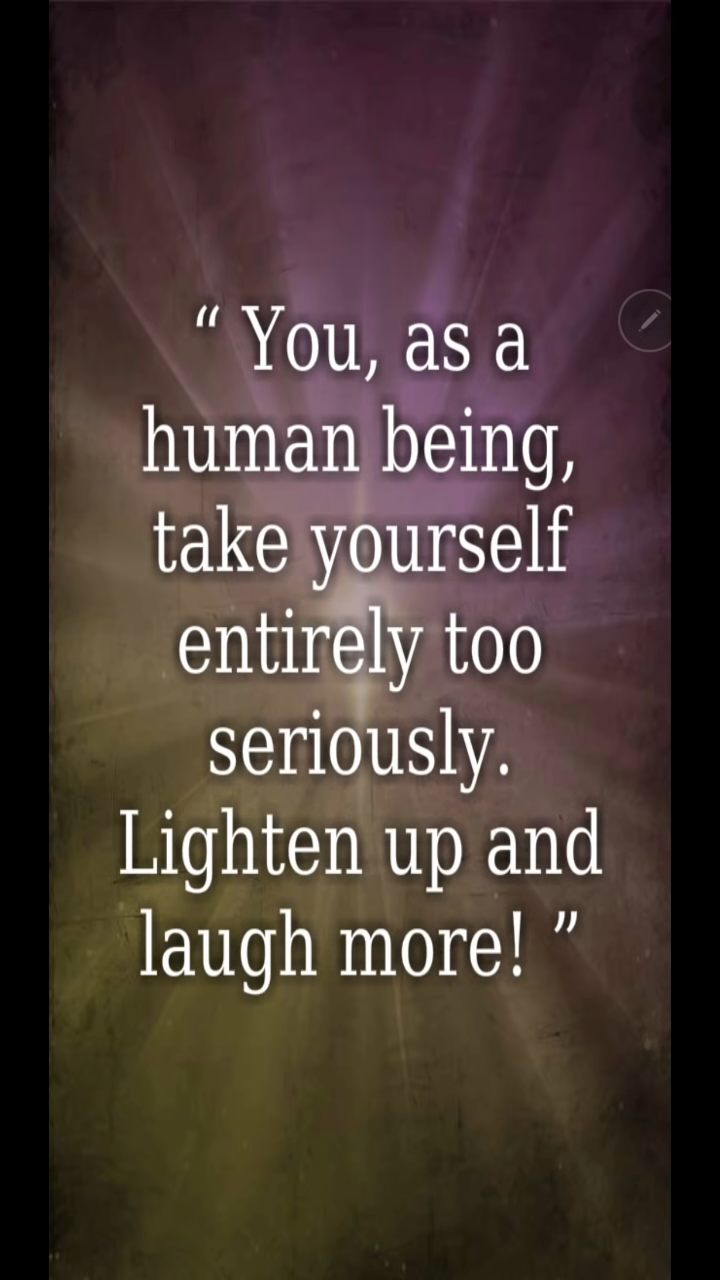 “ You, as a
human being,
take yourself
entirely too
seriously.
Lighten up and
laugh more! ”